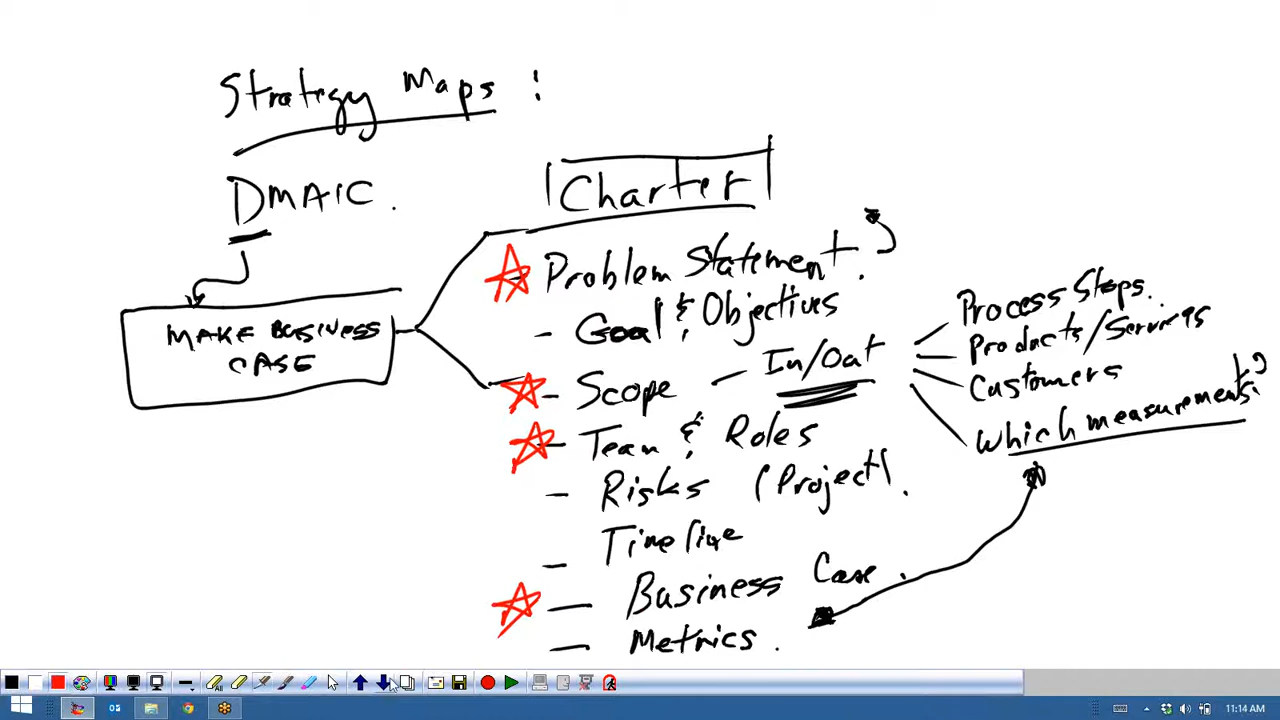 Strategy Maps :
DMAIC.
Charter
MAKE BUSINESS
CASE
Problem Statement.
- Goal & Objectives
- Scope - In/Out
- Team & Roles
- Risks (Project).
- Timeline
- Business Case.
- Metrics.
Process Steps.
Products/Services
Customers
Which measurements?
11:14 AM